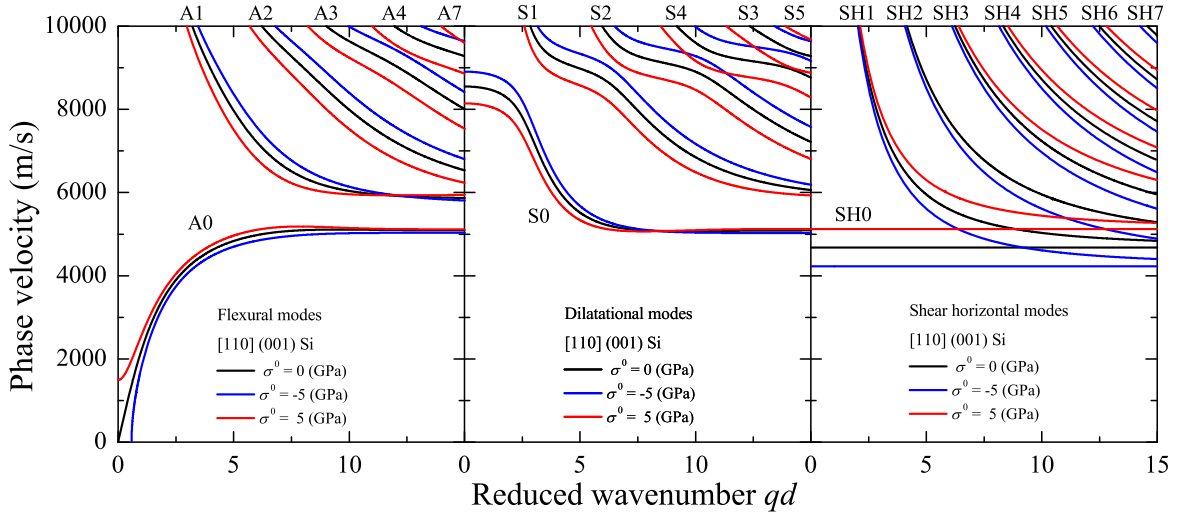 A1 A2 A3 A4 A7 S1 S2 S4 S3 S5 SH1 SH2 SH3 SH4 SH5 SH6 SH7
10000
8000
6000
4000
2000
0
Phase velocity (m/s)
A0
S0
SH0
Flexural modes
[110] (001) Si
σ⁰ = 0 (GPa)
σ⁰ = -5 (GPa)
σ⁰ = 5 (GPa)
Dilatational modes
[110] (001) Si
σ⁰ = 0 (GPa)
σ⁰ = -5 (GPa)
σ⁰ = 5 (GPa)
Shear horizontal modes
[110] (001) Si
σ⁰ = 0 (GPa)
σ⁰ = -5 (GPa)
σ⁰ = 5 (GPa)
0 5 10 0 5 10 0 5 10 15
Reduced wavenumber qd